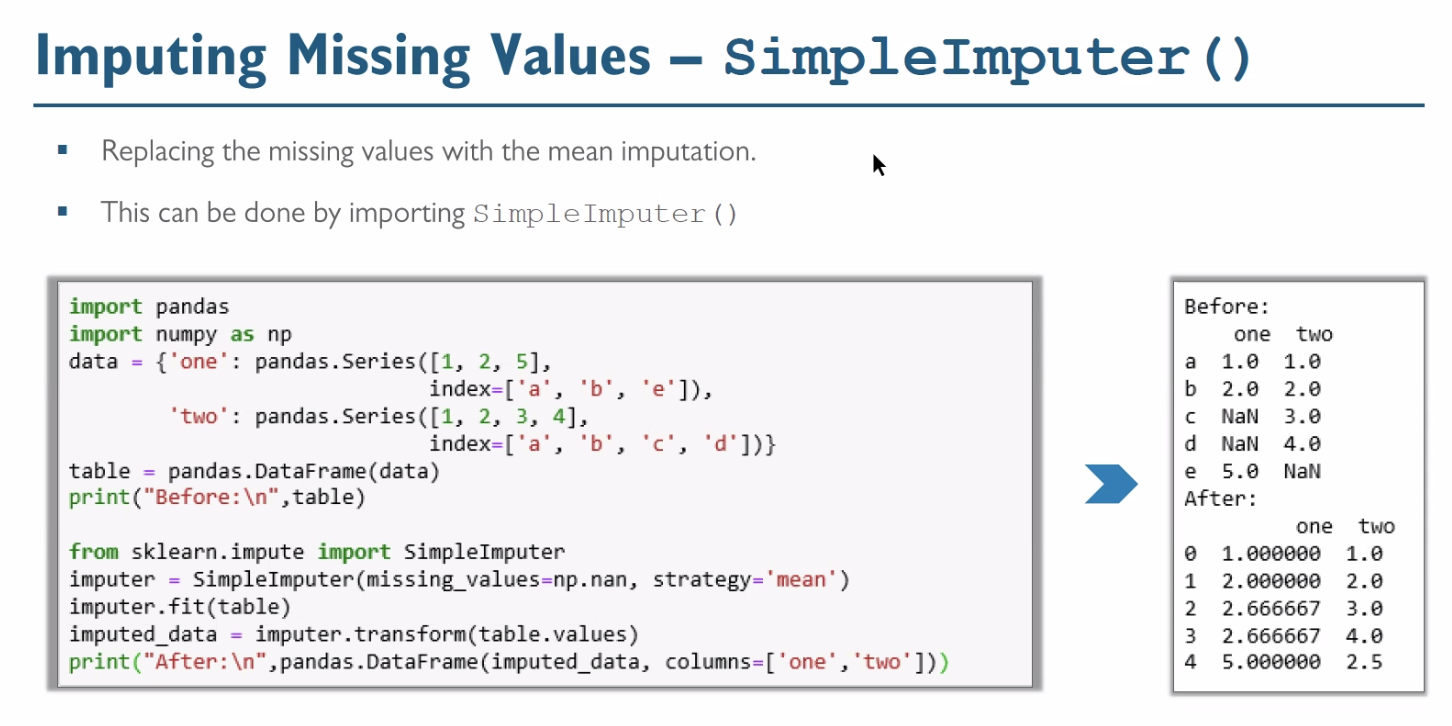 Imputing Missing Values – SimpleImputer()
Replacing the missing values with the mean imputation.
This can be done by importing SimpleImputer()
import pandas
import numpy as np
data = {'one': pandas.Series([1, 2, 5],
index=['a', 'b', 'e']),
'two': pandas.Series([1, 2, 3, 4],
index=['a', 'b', 'c', 'd'])}
table = pandas.DataFrame(data)
print("Before:\n",table)
from sklearn.impute import SimpleImputer
imputer = SimpleImputer(missing_values=np.nan, strategy='mean')
imputer.fit(table)
imputed_data = imputer.transform(table.values)
print("After:\n",pandas.DataFrame(imputed_data, columns=['one','two']))
Before:
one two
a 1.0 1.0
b 2.0 2.0
c NaN 3.0
d NaN 4.0
e 5.0 NaN
After:
one two
0 1.000000 1.0
1 2.000000 2.0
2 2.666667 3.0
3 2.666667 4.0
4 5.000000 2.5